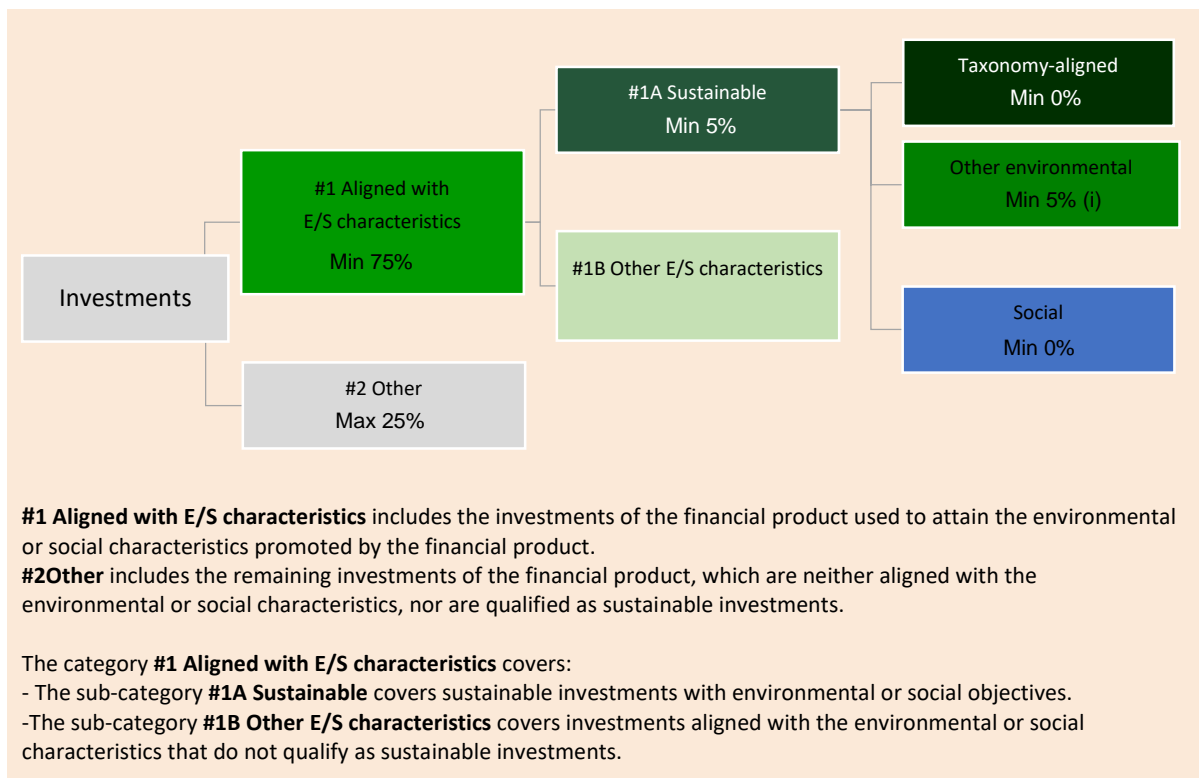 Investments
#1 Aligned with
E/S characteristics
Min 75%
#2 Other
Max 25%
#1A Sustainable
Min 5%
#1B Other E/S characteristics
Taxonomy-aligned
Min 0%
Other environmental
Min 5% (i)
Social
Min 0%
#1 Aligned with E/S characteristics includes the investments of the financial product used to attain the environmental
or social characteristics promoted by the financial product.
#2Other includes the remaining investments of the financial product, which are neither aligned with the
environmental or social characteristics, nor are qualified as sustainable investments.
The category #1 Aligned with E/S characteristics covers:
- The sub-category #1A Sustainable covers sustainable investments with environmental or social objectives.
-The sub-category #1B Other E/S characteristics covers investments aligned with the environmental or social
characteristics that do not qualify as sustainable investments.